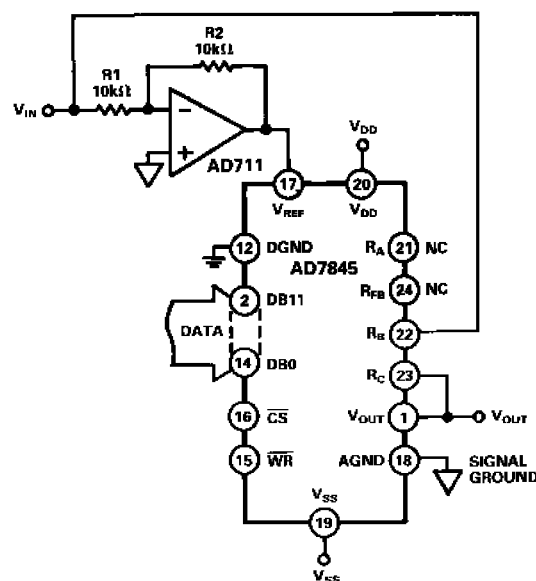 R2
10kΩ
R1
10kΩ
VIN
−
+
AD711
VDD
17
20
VREF
VDD
12
DGND
RA
21
NC
AD7845
RFB
24
NC
2
DB11
DATA
RB
22
14
DB0
RC
23
16
CS
VOUT
1
VOUT
15
WR
AGND
18
SIGNAL
GROUND
VSS
19
VSS